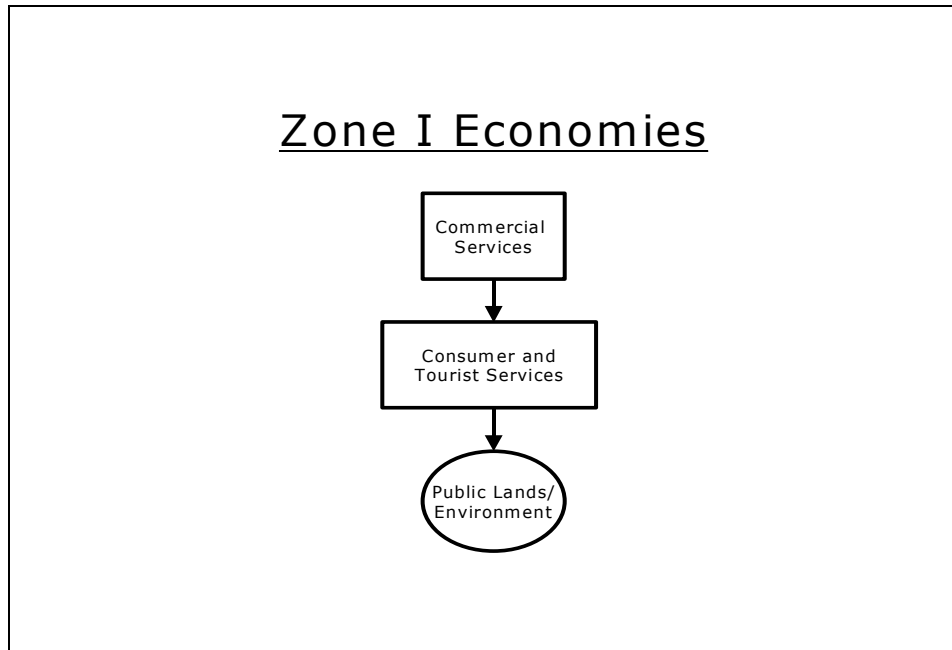 Zone I Economies
Commercial
Services
Consumer and
Tourist Services
Public Lands/
Environment